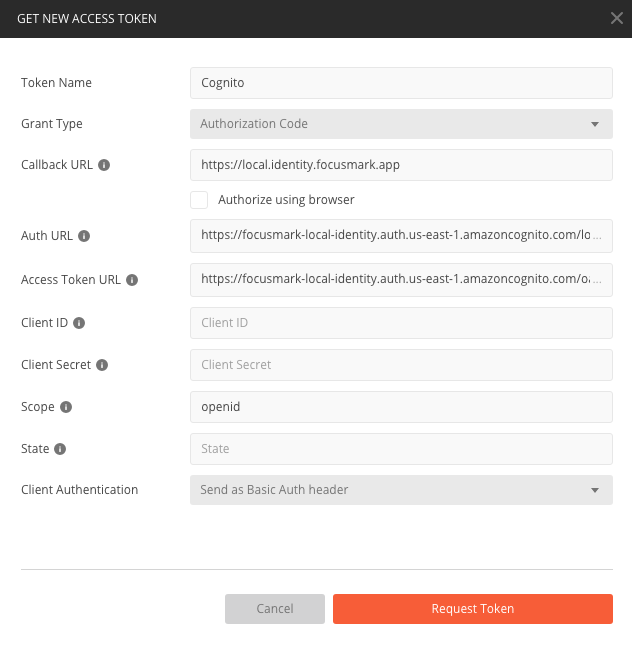 GET NEW ACCESS TOKEN
Token Name
Cognito
Grant Type
Authorization Code
Callback URL
https://local.identity.focusmark.app
Authorize using browser
Auth URL
https://focusmark-local-identity.auth.us-east-1.amazoncognito.com/lo...
Access Token URL
https://focusmark-local-identity.auth.us-east-1.amazoncognito.com/oa...
Client ID
Client ID
Client Secret
Client Secret
Scope
openid
State
State
Client Authentication
Send as Basic Auth header
Cancel
Request Token